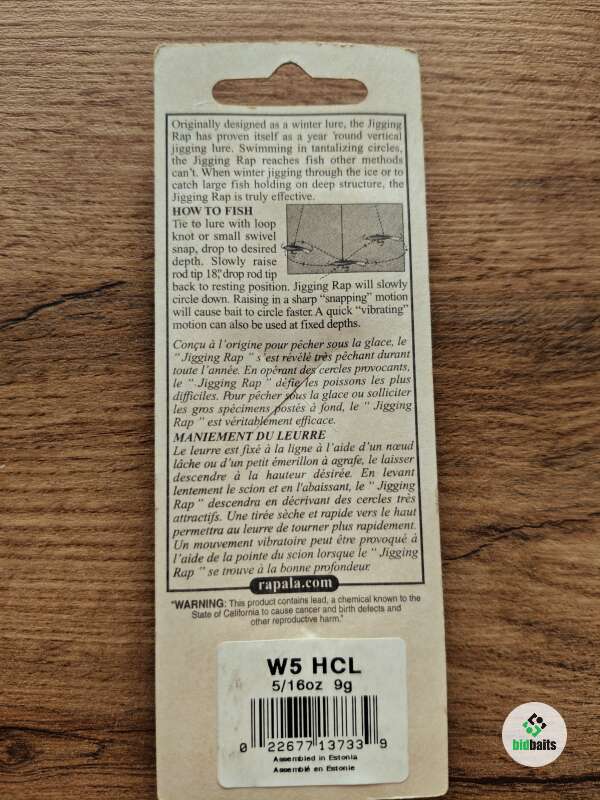 Originally designed as a winter lure, the Jigging
Rap has proven itself as a year 'round vertical
jigging lure. Swimming in tantalizing circles,
the Jigging Rap reaches fish other methods
can't. When winter jigging through the ice or to
catch large fish holding on deep structure, the
Jigging Rap is truly effective.
HOW TO FISH
Tie to lure with loop
knot or small swivel
snap, drop to desired
depth. Slowly raise
rod tip 18", drop rod tip
back to resting position. Jigging Rap will slowly
circle down. Raising in a sharp "snapping" motion
will cause bait to circle faster. A quick "vibrating"
motion can also be used at fixed depths.
Conçu à l'origine pour pêcher sous la glace, le
" Jigging Rap " s'est révélé très pêchant durant
toute l'année. En opérant des cercles provocants,
le " Jigging Rap " défie les poissons les plus
difficiles. Pour pêcher sous la glace ou solliciter
les gros spécimens postés à fond, le " Jigging
Rap " est véritablement efficace.
MANIEMENT DU LEURRE
Le leurre est fixé à la ligne à l'aide d'un nœud
lâche ou d'un petit émerillon à agrafe, le laisser
descendre à la hauteur désirée. En levant
lentement le scion et en l'abaissant, le " Jigging
Rap " descendra en décrivant des cercles très
attractifs. Une tirée sèche et rapide vers le haut
permettra au leurre de tourner plus rapidement.
Un mouvement vibratoire peut être provoqué à
l'aide de la pointe du scion lorsque le " Jigging
Rap " se trouve à la bonne profondeur.
rapala.com
"WARNING: This product contains lead, a chemical known to the
State of California to cause cancer and birth defects and
other reproductive harm."
W5 HCL
5/16oz 9g
0 22677 13733 9
Assembled in Estonia
Assemblé en Estonie
bidbaits